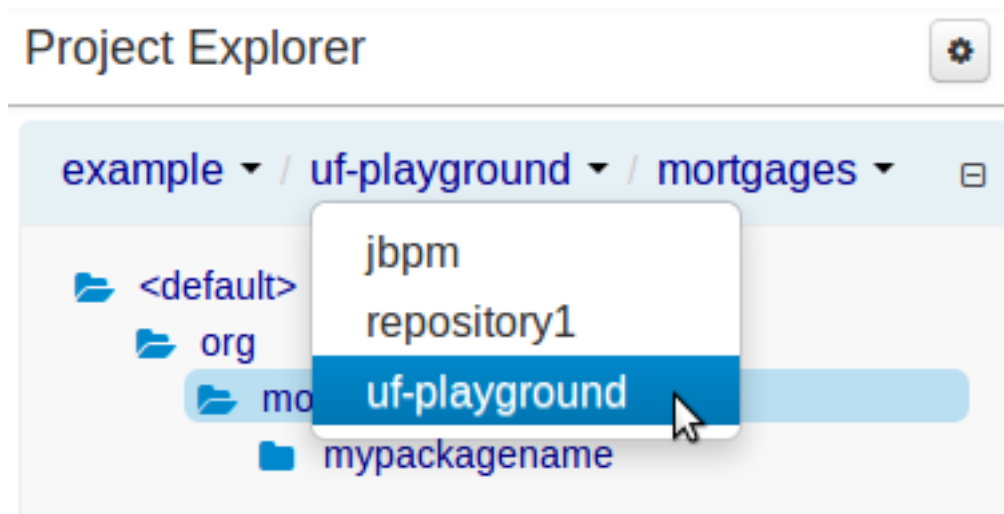 Project Explorer
example / uf-playground / mortgages
jbpm
<default>
repository1
org
uf-playground
mypackagename